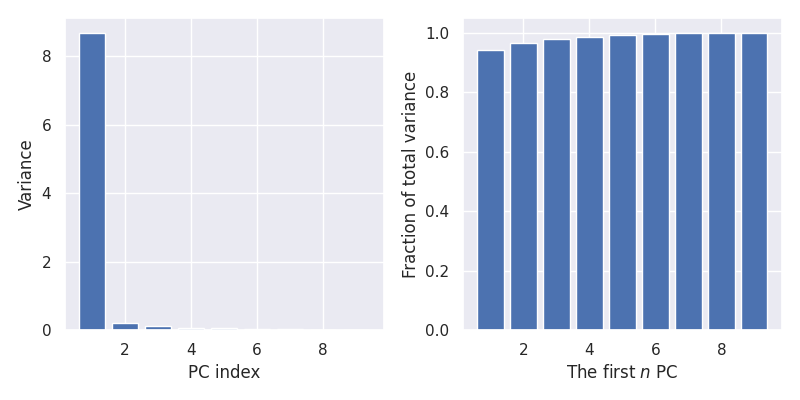 Variance
8
6
4
2
0
2 4 6 8
PC index
Fraction of total variance
1.0
0.8
0.6
0.4
0.2
0.0
2 4 6 8
The first n PC